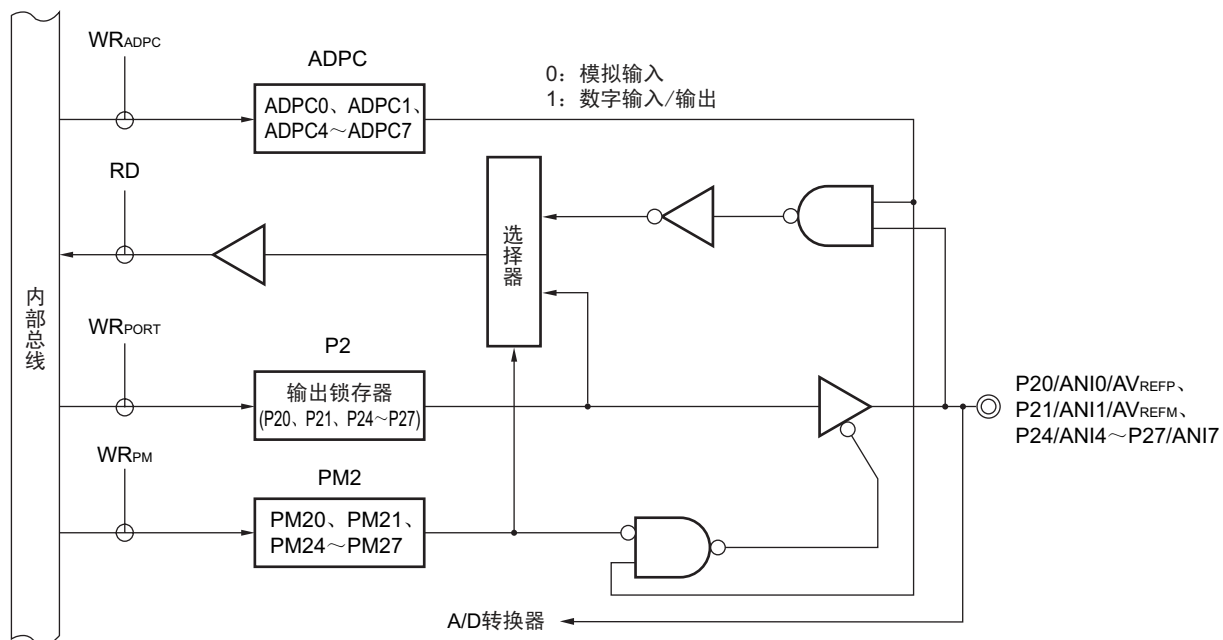 WRADPC
ADPC
0：模拟输入
1：数字输入/输出
ADPC0、ADPC1、
ADPC4～ADPC7
RD
选择器
内部总线
WRPORT
P2
输出锁存器
(P20、P21、P24～P27)
P20/ANI0/AVREFP、
P21/ANI1/AVREFM、
P24/ANI4～P27/ANI7
WRPM
PM2
PM20、PM21、
PM24～PM27
A/D转换器